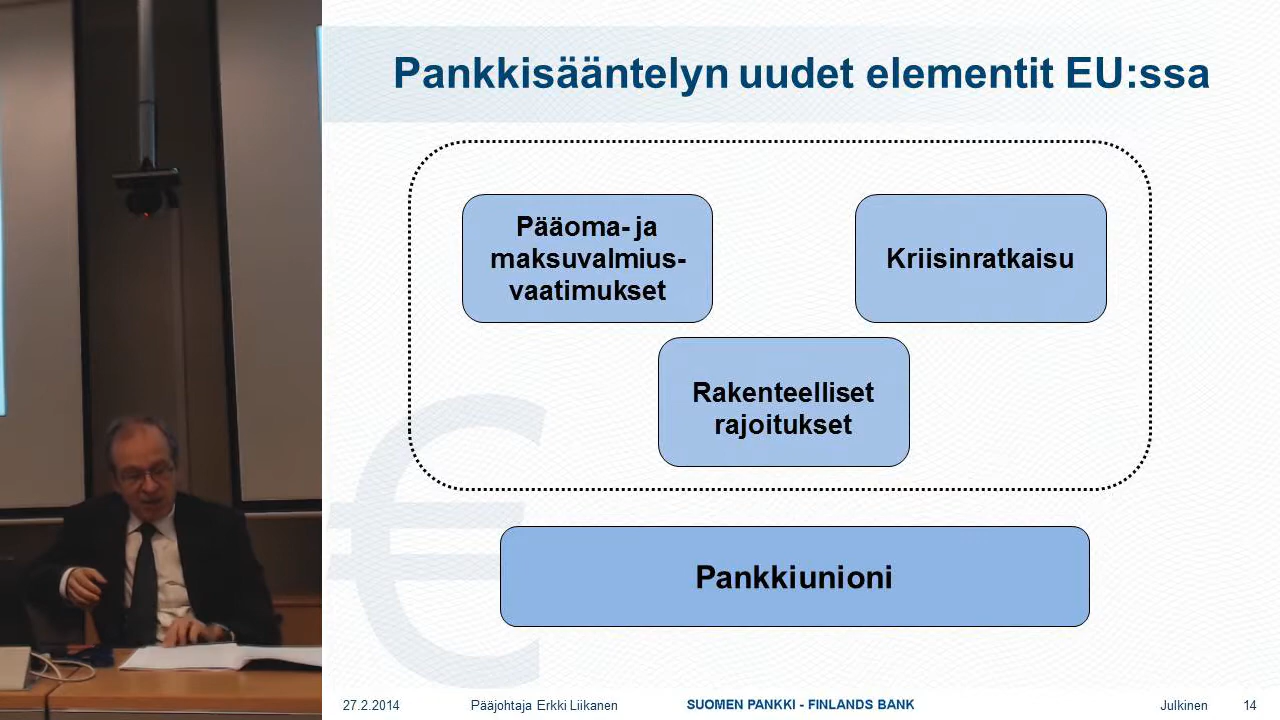 Pankkisääntelyn uudet elementit EU:ssa
Pääoma- ja
maksuvalmius-
vaatimukset
Kriisinratkaisu
Rakenteelliset
rajoitukset
Pankkiunioni
27.2.2014
Pääjohtaja Erkki Liikanen
SUOMEN PANKKI - FINLANDS BANK
Julkinen
14